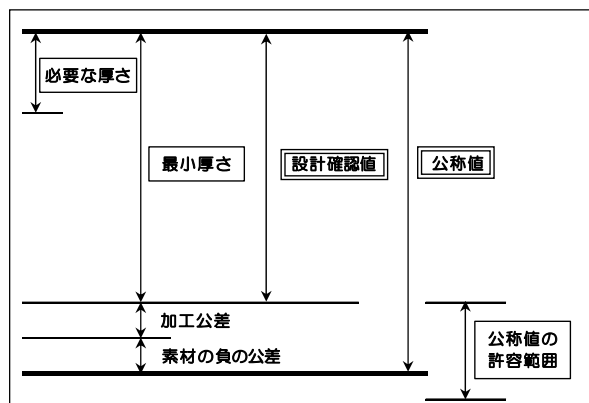 必要な厚さ
最小厚さ
設計確認値
公称値
加工公差
素材の負の公差
公称値の
許容範囲